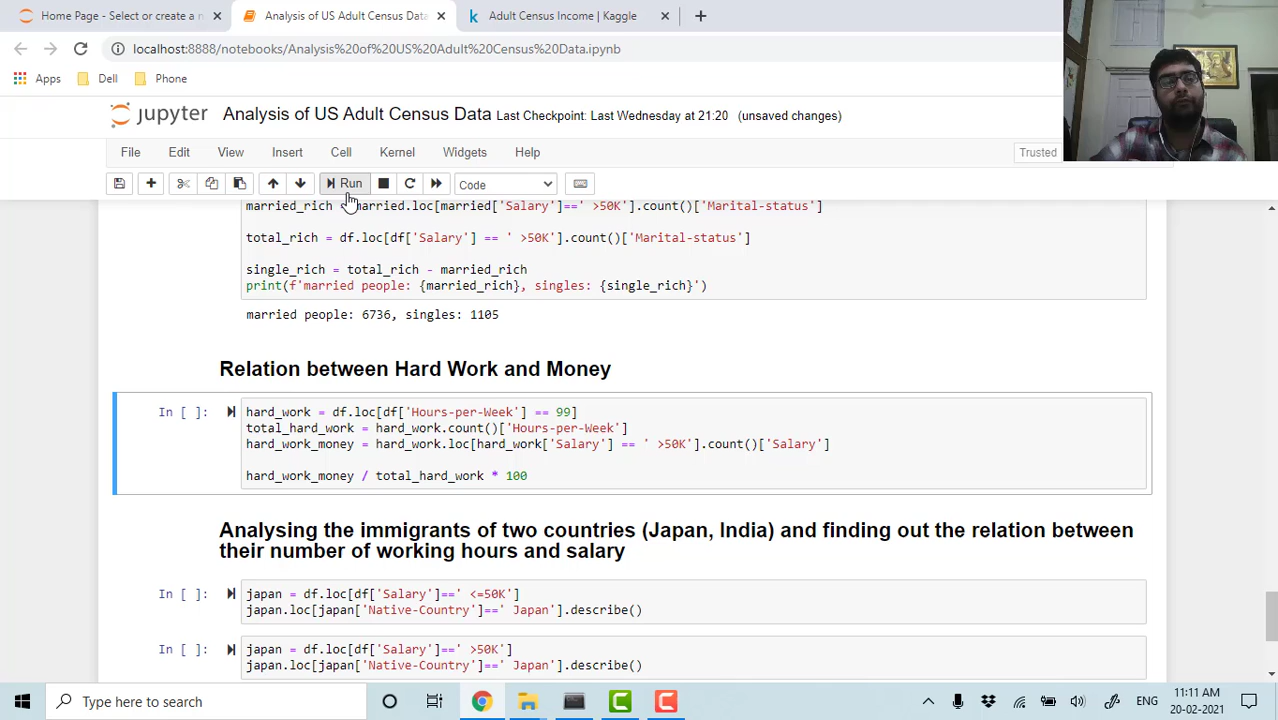 Home Page - Select or create a n
Analysis of US Adult Census Data
Adult Census Income | Kaggle
localhost:8888/notebooks/Analysis%20of%20US%20Adult%20Census%20Data.ipynb
Apps
Dell
Phone
jupyter
Analysis of US Adult Census Data Last Checkpoint: Last Wednesday at 21:20 (unsaved changes)
File Edit View Insert Cell Kernel Widgets Help
Trusted
Run
Code
married_rich = married.loc[married['Salary']==' >50K'].count()['Marital-status']
total_rich = df.loc[df['Salary'] == ' >50K'].count()['Marital-status']
single_rich = total_rich - married_rich
print(f'married people: {married_rich}, singles: {single_rich}')
married people: 6736, singles: 1105
Relation between Hard Work and Money
In [ ]:
hard_work = df.loc[df['Hours-per-Week'] == 99]
total_hard_work = hard_work.count()['Hours-per-Week']
hard_work_money = hard_work.loc[hard_work['Salary'] == ' >50K'].count()['Salary']
hard_work_money / total_hard_work * 100
Analysing the immigrants of two countries (Japan, India) and finding out the relation between
their number of working hours and salary
In [ ]:
japan = df.loc[df['Salary']==' <=50K']
japan.loc[japan['Native-Country']==' Japan'].describe()
In [ ]:
japan = df.loc[df['Salary']==' >50K']
japan.loc[japan['Native-Country']==' Japan'].describe()
Type here to search
ENG
11:11 AM
20-02-2021